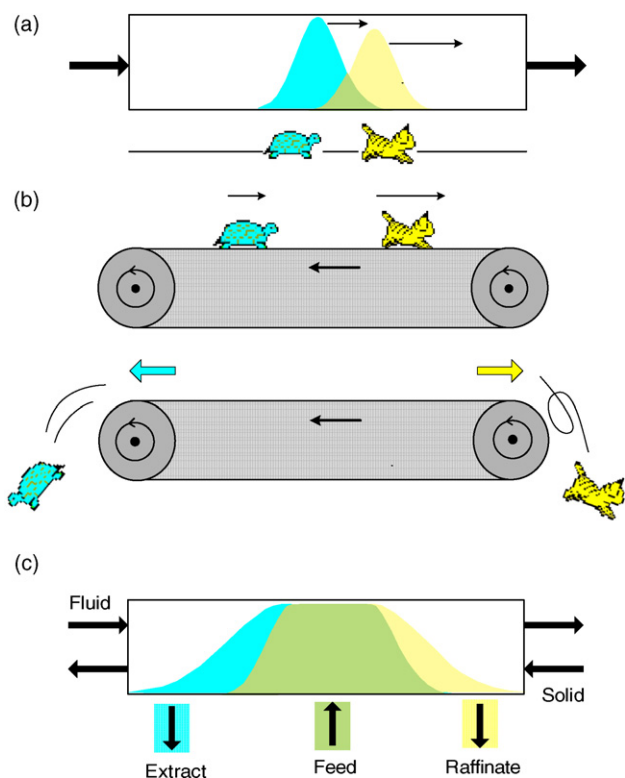 (a)
(b)
(c)
Fluid
Solid
Extract
Feed
Raffinate